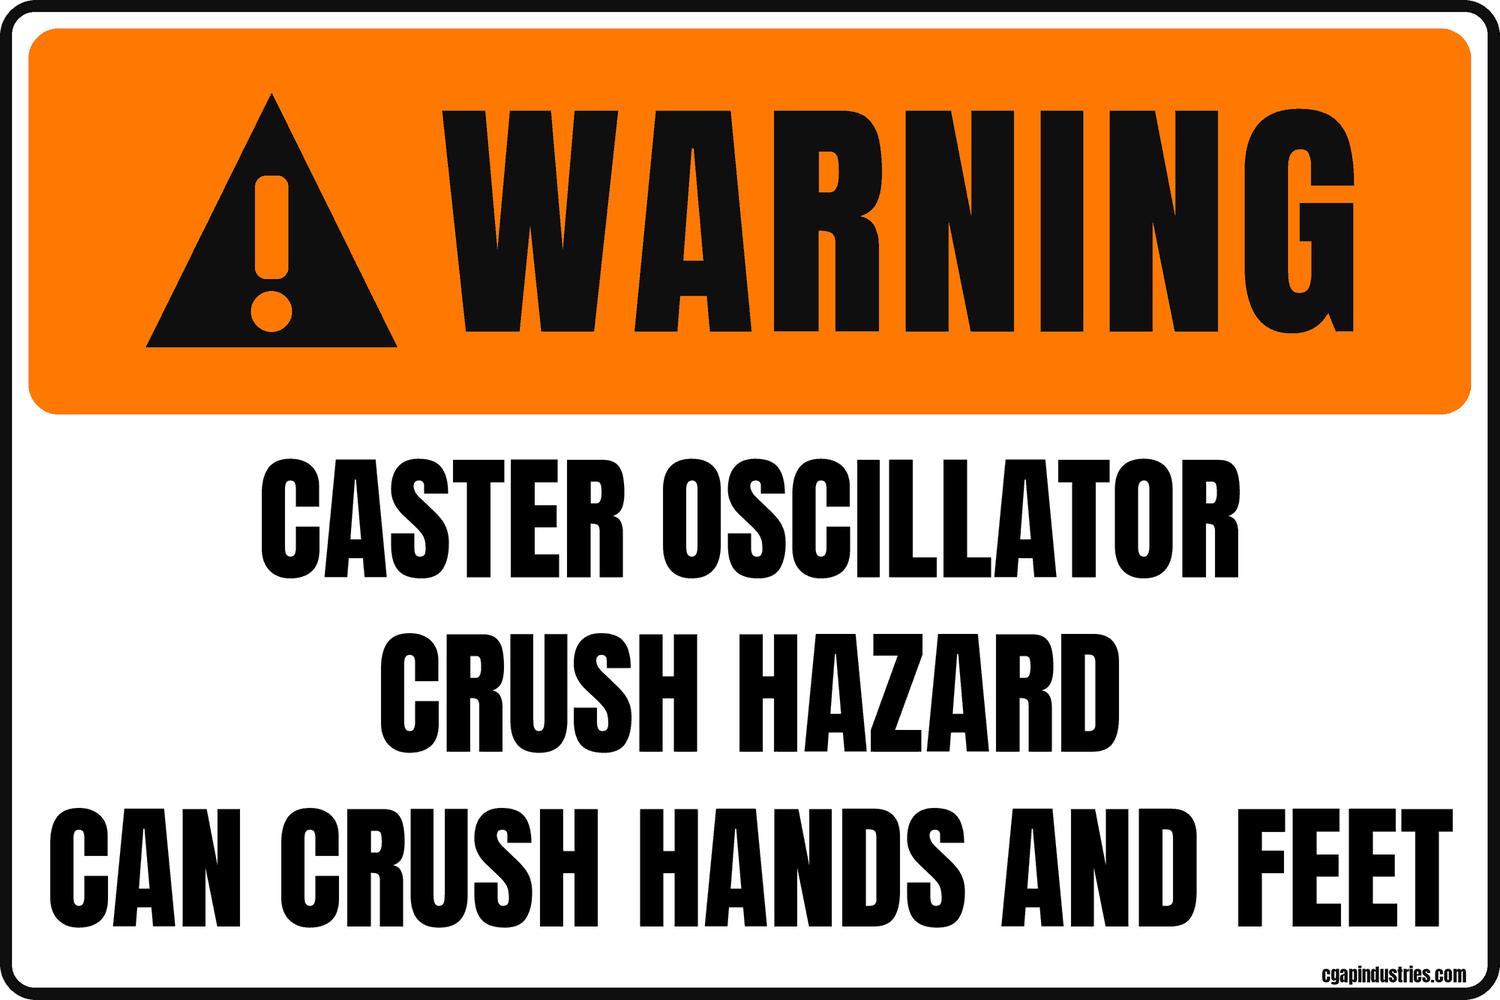 WARNING
CASTER OSCILLATOR
CRUSH HAZARD
CAN CRUSH HANDS AND FEET
cgapindustries.com